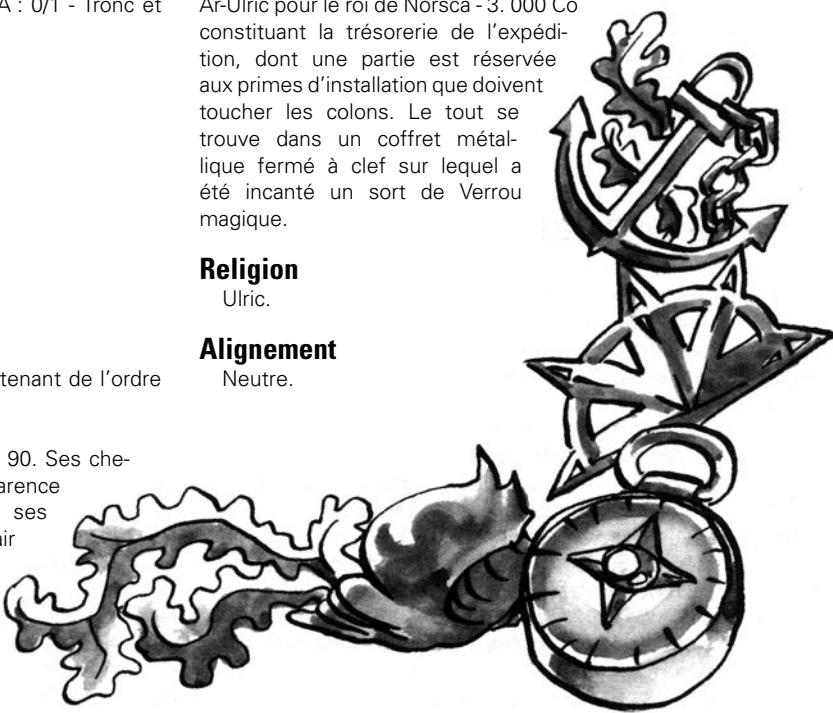 A : 0/1 - Tronc et
tenant de l'ordre
90. Ses che-
arence
ses
air
Ar-Ulric pour le roi de Norsca - 3. 000 Co
constituant la trésorerie de l'expédi-
tion, dont une partie est réservée
aux primes d'installation que doivent
toucher les colons. Le tout se
trouve dans un coffret métal-
lique fermé à clef sur lequel a
été incanté un sort de Verrou
magique.
Religion
Ulric.
Alignement
Neutre.